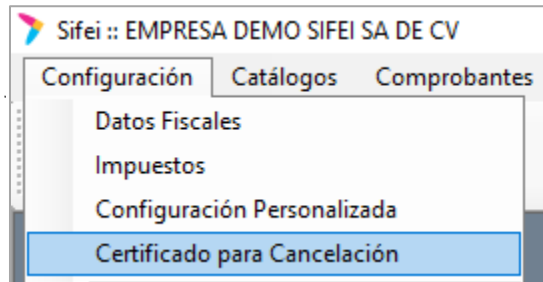 Sifei :: EMPRESA DEMO SIFEI SA DE CV
Configuración Catálogos Comprobantes
Datos Fiscales
Impuestos
Configuración Personalizada
Certificado para Cancelación